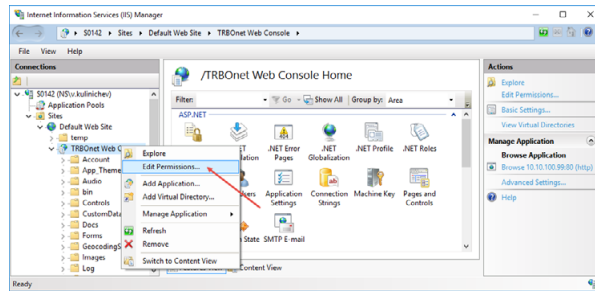 Internet Information Services (IIS) Manager
S0142 Sites Default Web Site TRBOnet Web Console
File View Help
Connections
S0142 (NS\v.kulinichev)
Application Pools
Sites
Default Web Site
temp
TRBOnet Web C
Account
App_Theme
Audio
bin
Controls
CustomData
Docs
Forms
GeocodingS
Images
Log
Explore
Edit Permissions...
Add Application...
Add Virtual Directory...
Manage Application
Refresh
Remove
Switch to Content View
/TRBOnet Web Console Home
Filter: Go Show All Group by: Area
ASP.NET
.NET Error Pages
.NET Globalization
.NET Profile
.NET Roles
Application Settings
Connection Strings
Machine Key
Pages and Controls
State
SMTP E-mail
Content View
Actions
Explore
Edit Permissions...
Basic Settings...
View Virtual Directories
Manage Application
Browse Application
Browse 10.10.100.99:80 (http)
Advanced Settings...
Help
Ready